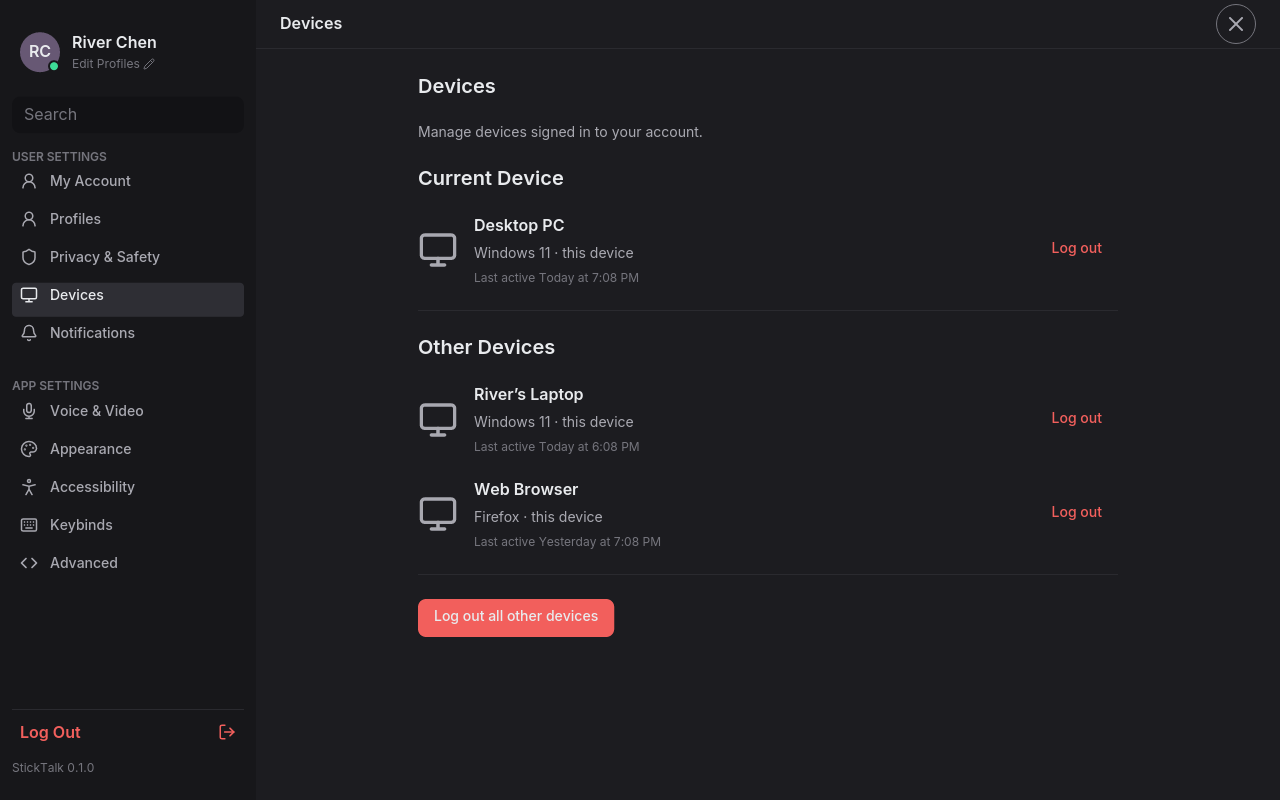 RC
River Chen
Edit Profiles
Search
USER SETTINGS
My Account
Profiles
Privacy & Safety
Devices
Notifications
APP SETTINGS
Voice & Video
Appearance
Accessibility
Keybinds
Advanced
Log Out
StickTalk 0.1.0
Devices
Devices
Manage devices signed in to your account.
Current Device
Desktop PC
Windows 11 · this device
Last active Today at 7:08 PM
Log out
Other Devices
River’s Laptop
Windows 11 · this device
Last active Today at 6:08 PM
Log out
Web Browser
Firefox · this device
Last active Yesterday at 7:08 PM
Log out
Log out all other devices